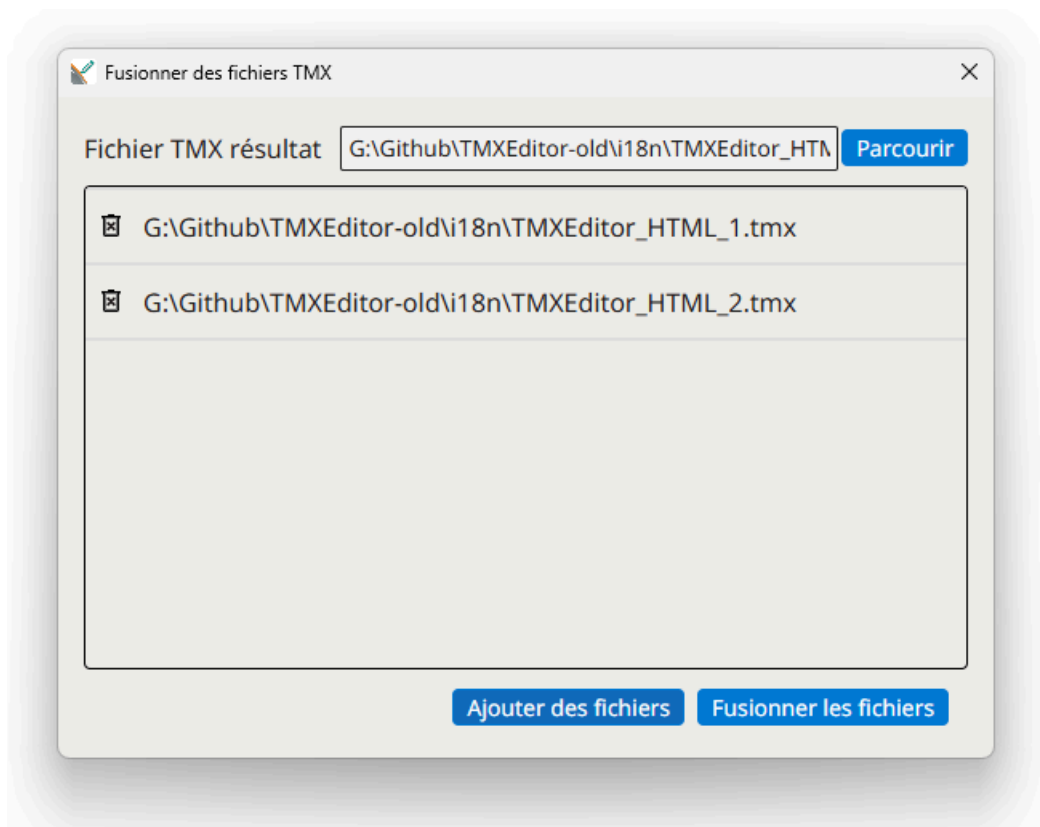 Fusionner des fichiers TMX
Fichier TMX résultat G:\Github\TMXEditor-old\i18n\TMXEditor_HTM Parcourir
G:\Github\TMXEditor-old\i18n\TMXEditor_HTML_1.tmx
G:\Github\TMXEditor-old\i18n\TMXEditor_HTML_2.tmx
Ajouter des fichiers Fusionner les fichiers